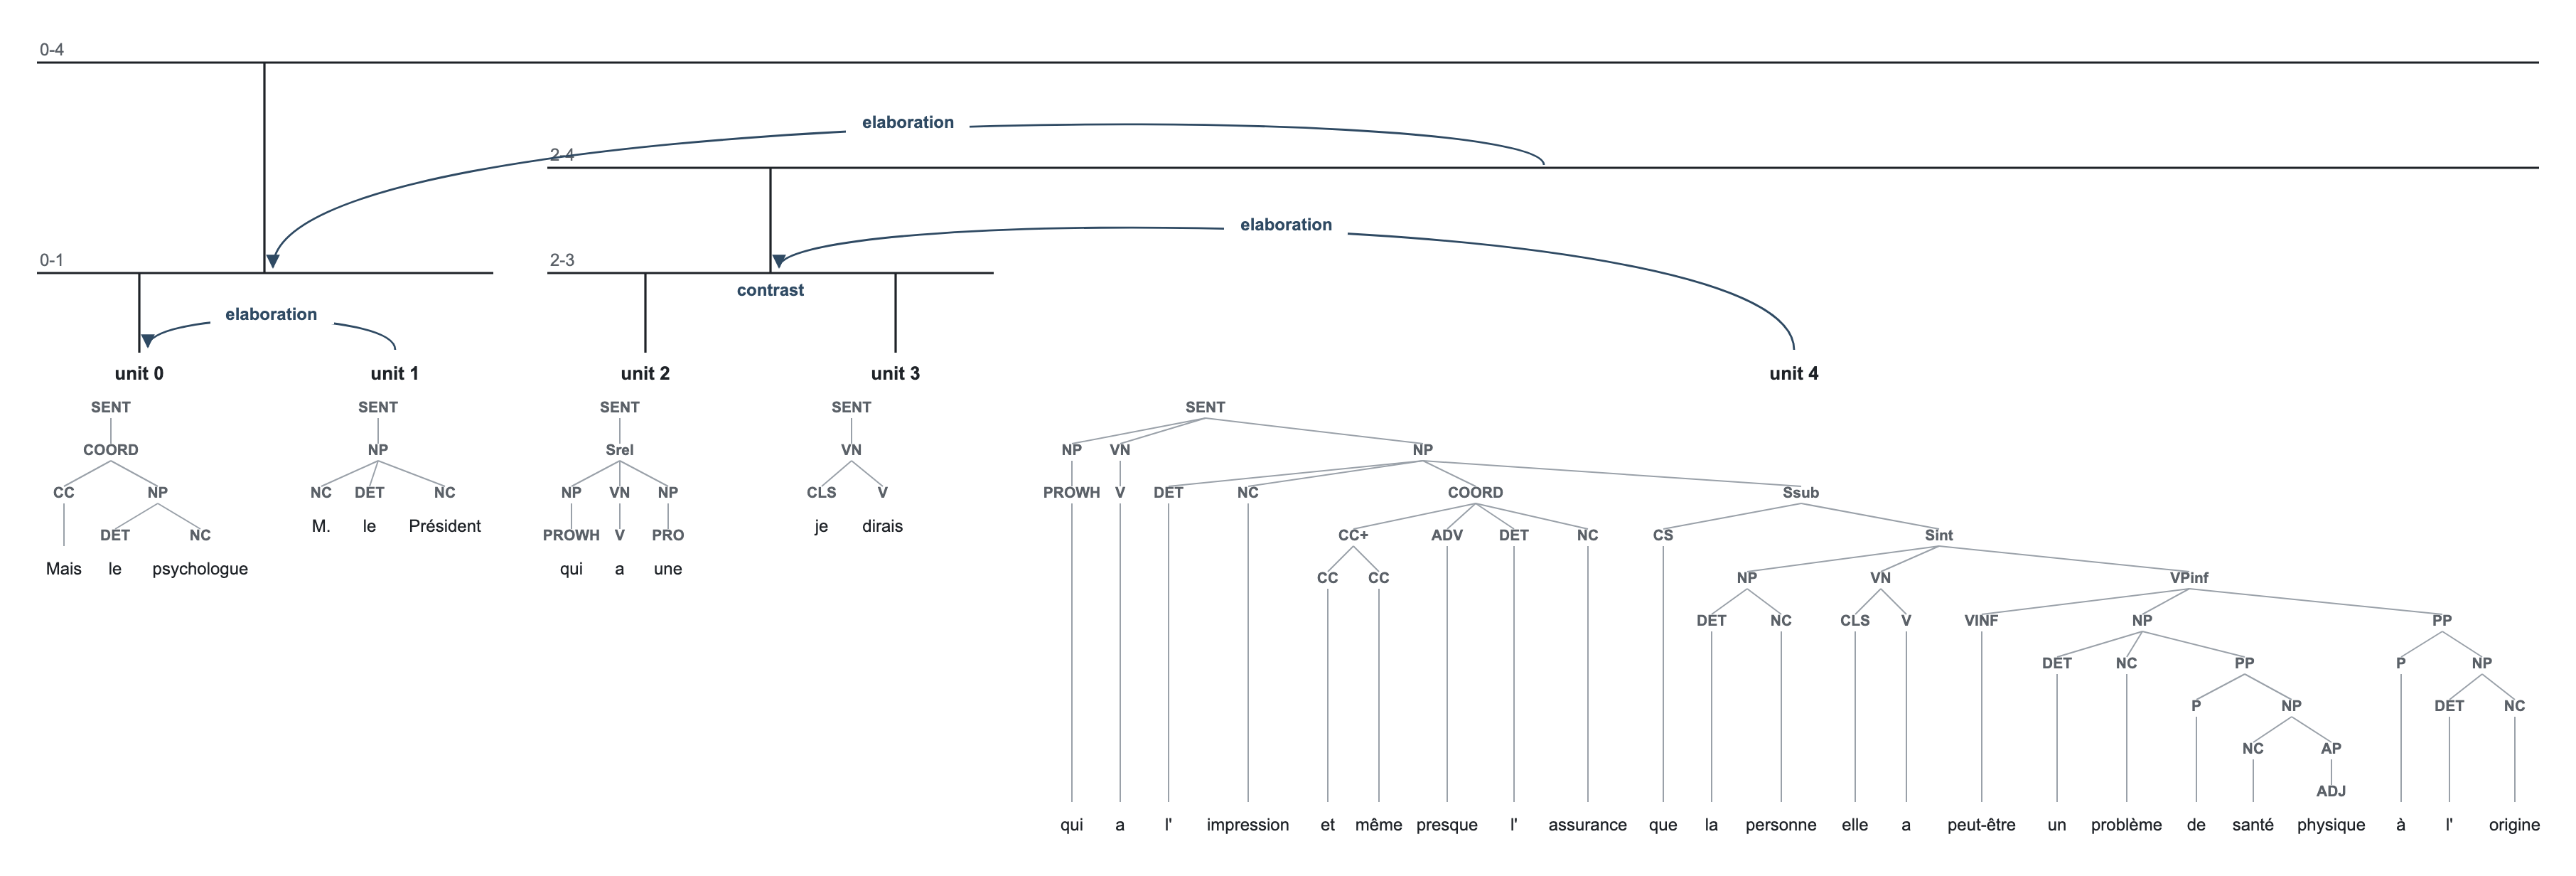 0-4
elaboration
2-4
elaboration
0-1
2-3
contrast
elaboration
unit 0 unit 1 unit 2 unit 3 unit 4
SENT SENT SENT SENT SENT
COORD NP Srel VN NP VN NP
CC NP NC DET NC NP VN NP CLS V PROWH V DET NC COORD Ssub
M. le Président je dirais
DET NC PROWH V PRO CC+ ADV DET NC CS Sint
Mais le psychologue qui a une
CC CC NP VN VPinf
DET NC CLS V VINF NP PP
DET NC PP P NP
P NP DET NC
NC AP
ADJ
qui a l' impression et même presque l' assurance que la personne elle a peut-être un problème de santé physique à l' origine